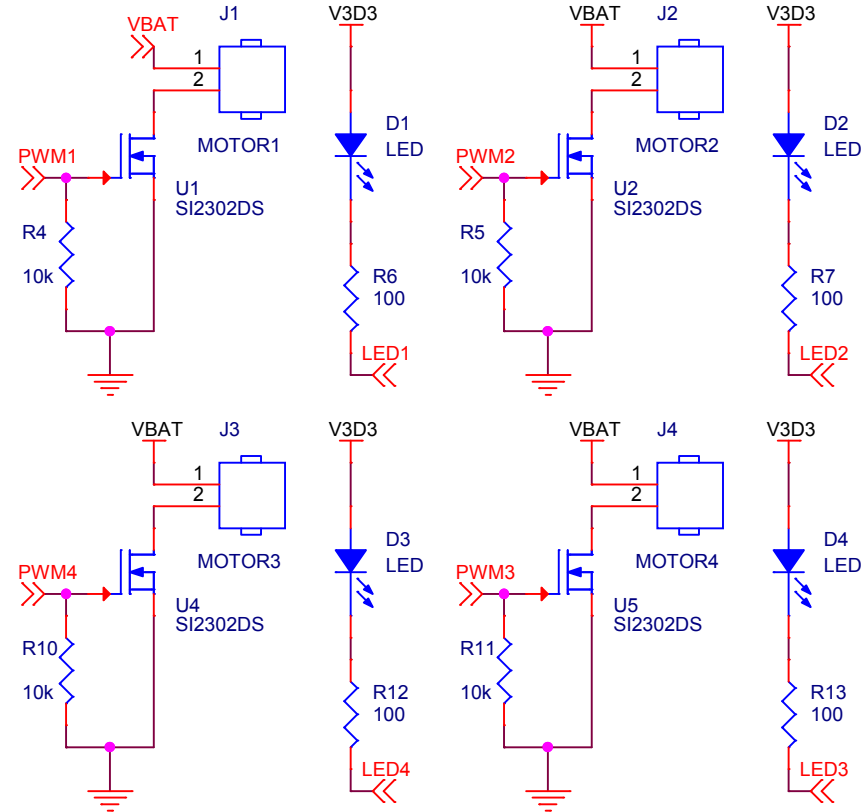 J1
V3D3
VBAT
1
2
MOTOR1
PWM1
U1
SI2302DS
D1
LED
R4
10k
R6
100
LED1
VBAT
J2
V3D3
1
2
MOTOR2
PWM2
U2
SI2302DS
D2
LED
R5
10k
R7
100
LED2
VBAT
J3
V3D3
1
2
MOTOR3
PWM4
U4
SI2302DS
D3
LED
R10
10k
R12
100
LED4
VBAT
J4
V3D3
1
2
MOTOR4
PWM3
U5
SI2302DS
D4
LED
R11
10k
R13
100
LED3